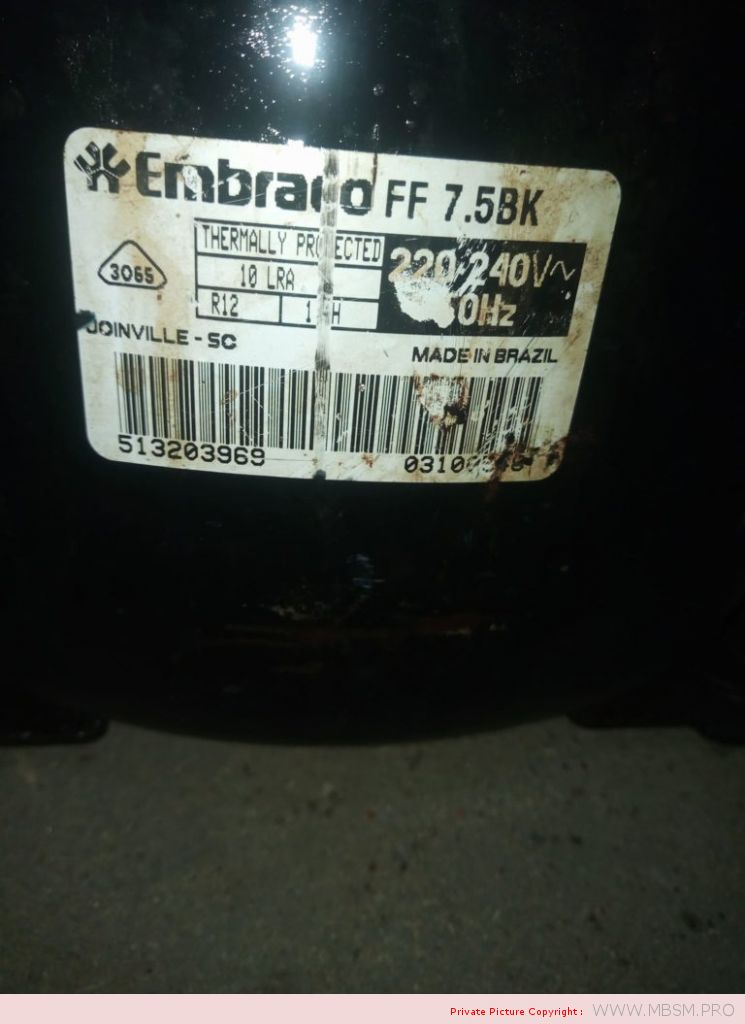 Embraco FF 7.5BK
THERMALLY PROTECTED
220-240V~
3065
10 LRA
R12
JOINVILLE - SC
MADE IN BRAZIL
513203969
Private Picture Copyright : WWW.MBSM.PRO